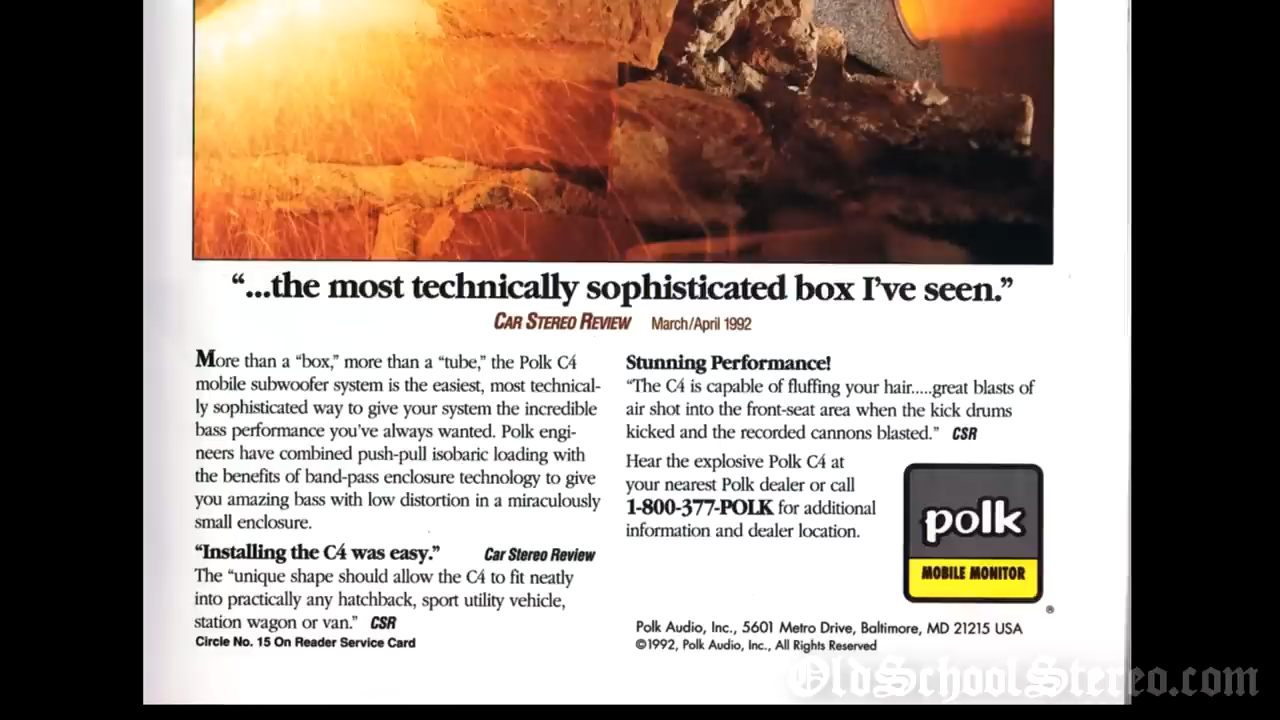 “...the most technically sophisticated box I’ve seen.”
CAR STEREO REVIEW March/April 1992
More than a “box,” more than a “tube,” the Polk C4
mobile subwoofer system is the easiest, most technical-
ly sophisticated way to give your system the incredible
bass performance you’ve always wanted. Polk engi-
neers have combined push-pull isobaric loading with
the benefits of band-pass enclosure technology to give
you amazing bass with low distortion in a miraculously
small enclosure.
“Installing the C4 was easy.” Car Stereo Review
The “unique shape should allow the C4 to fit neatly
into practically any hatchback, sport utility vehicle,
station wagon or van.” CSR
Circle No. 15 On Reader Service Card
Stunning Performance!
“The C4 is capable of fluffing your hair.....great blasts of
air shot into the front-seat area when the kick drums
kicked and the recorded cannons blasted.” CSR
Hear the explosive Polk C4 at
your nearest Polk dealer or call
1-800-377-POLK for additional
information and dealer location.
polk
MOBILE MONITOR
®
Polk Audio, Inc., 5601 Metro Drive, Baltimore, MD 21215 USA
©1992, Polk Audio, Inc., All Rights Reserved
OldSchoolStereo.com